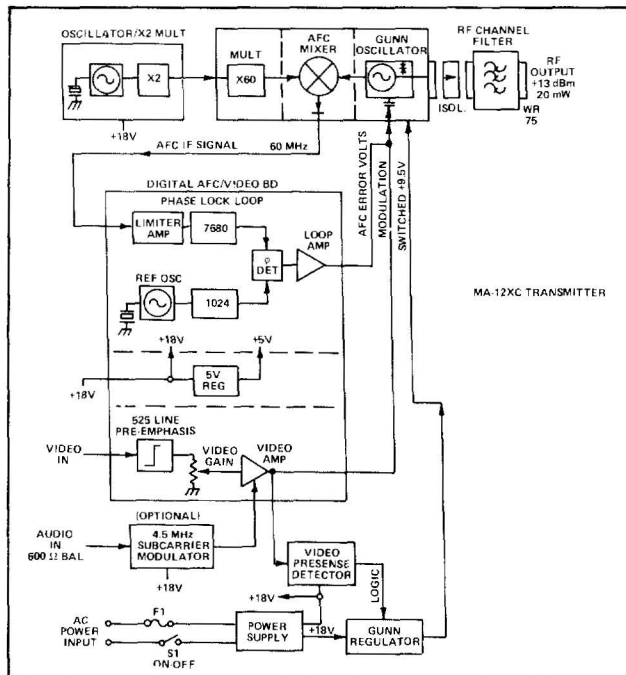 OSCILLATOR/X2 MULT
X2
+18V
MULT
X60
AFC
MIXER
GUNN
OSCILLATOR
ISOL.
RF CHANNEL
FILTER
RF
OUTPUT
+13 dBm
20 mW
WR
75
AFC IF SIGNAL
60 MHz
DIGITAL AFC/VIDEO BD
PHASE LOCK LOOP
LIMITER
AMP
7680
LOOP
AMP
φ
DET
REF OSC
1024
AFC ERROR VOLTS
MODULATION
SWITCHED +9.5V
MA-12XC TRANSMITTER
+18V
+5V
5V
REG
+18V
525 LINE
PRE-EMPHASIS
VIDEO
IN
VIDEO
GAIN
VIDEO
AMP
(OPTIONAL)
AUDIO
IN
600 Ω BAL
4.5 MHz
SUBCARRIER
MODULATOR
+18V
VIDEO
PRESENSE
DETECTOR
LOGIC
+18V
AC
POWER
INPUT
F1
S1
ON-OFF
POWER
SUPPLY
+18V
GUNN
REGULATOR